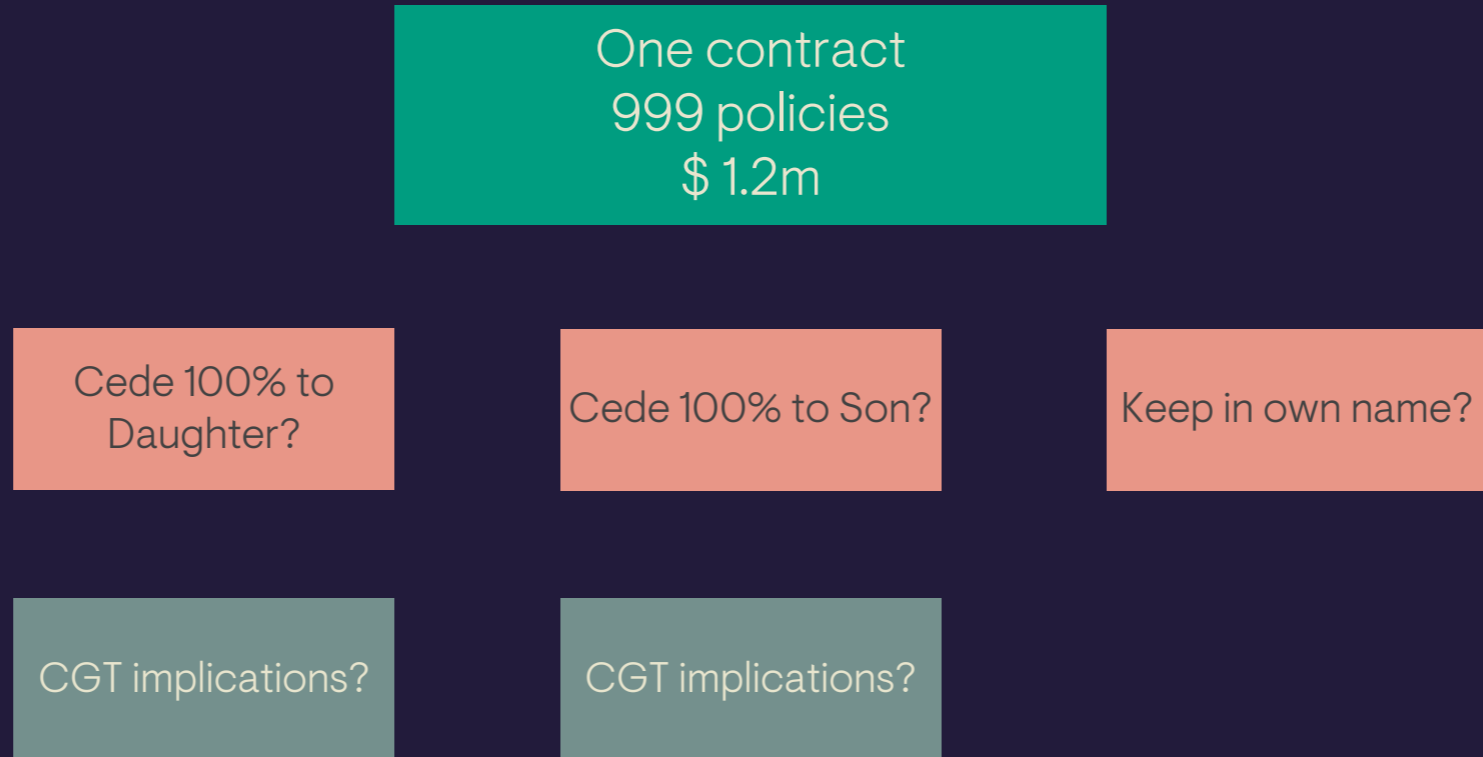 One contract
999 policies
$ 1.2m
Cede 100% to
Daughter?
Cede 100% to Son?
Keep in own name?
CGT implications?
CGT implications?